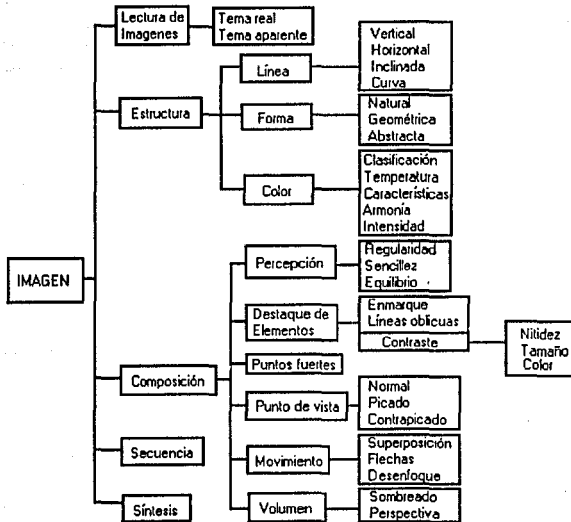 Lectura de
Imagenes
Tema real
Tema aparente
Estructura
Línea
Vertical
Horizontal
Inclinada
Curva
Forma
Natural
Geométrica
Abstracta
Color
Clasificación
Temperatura
Características
Armonía
Intensidad
IMAGEN
Composición
Percepción
Regularidad
Sencillez
Equilibrio
Destaque de
Elementos
Enmarque
Líneas oblicuas
Contraste
Nitidez
Tamaño
Color
Puntos fuertes
Punto de vista
Normal
Picado
Contrapicado
Movimiento
Superposición
Flechas
Desenfoque
Volumen
Sombreado
Perspectiva
Secuencia
Síntesis